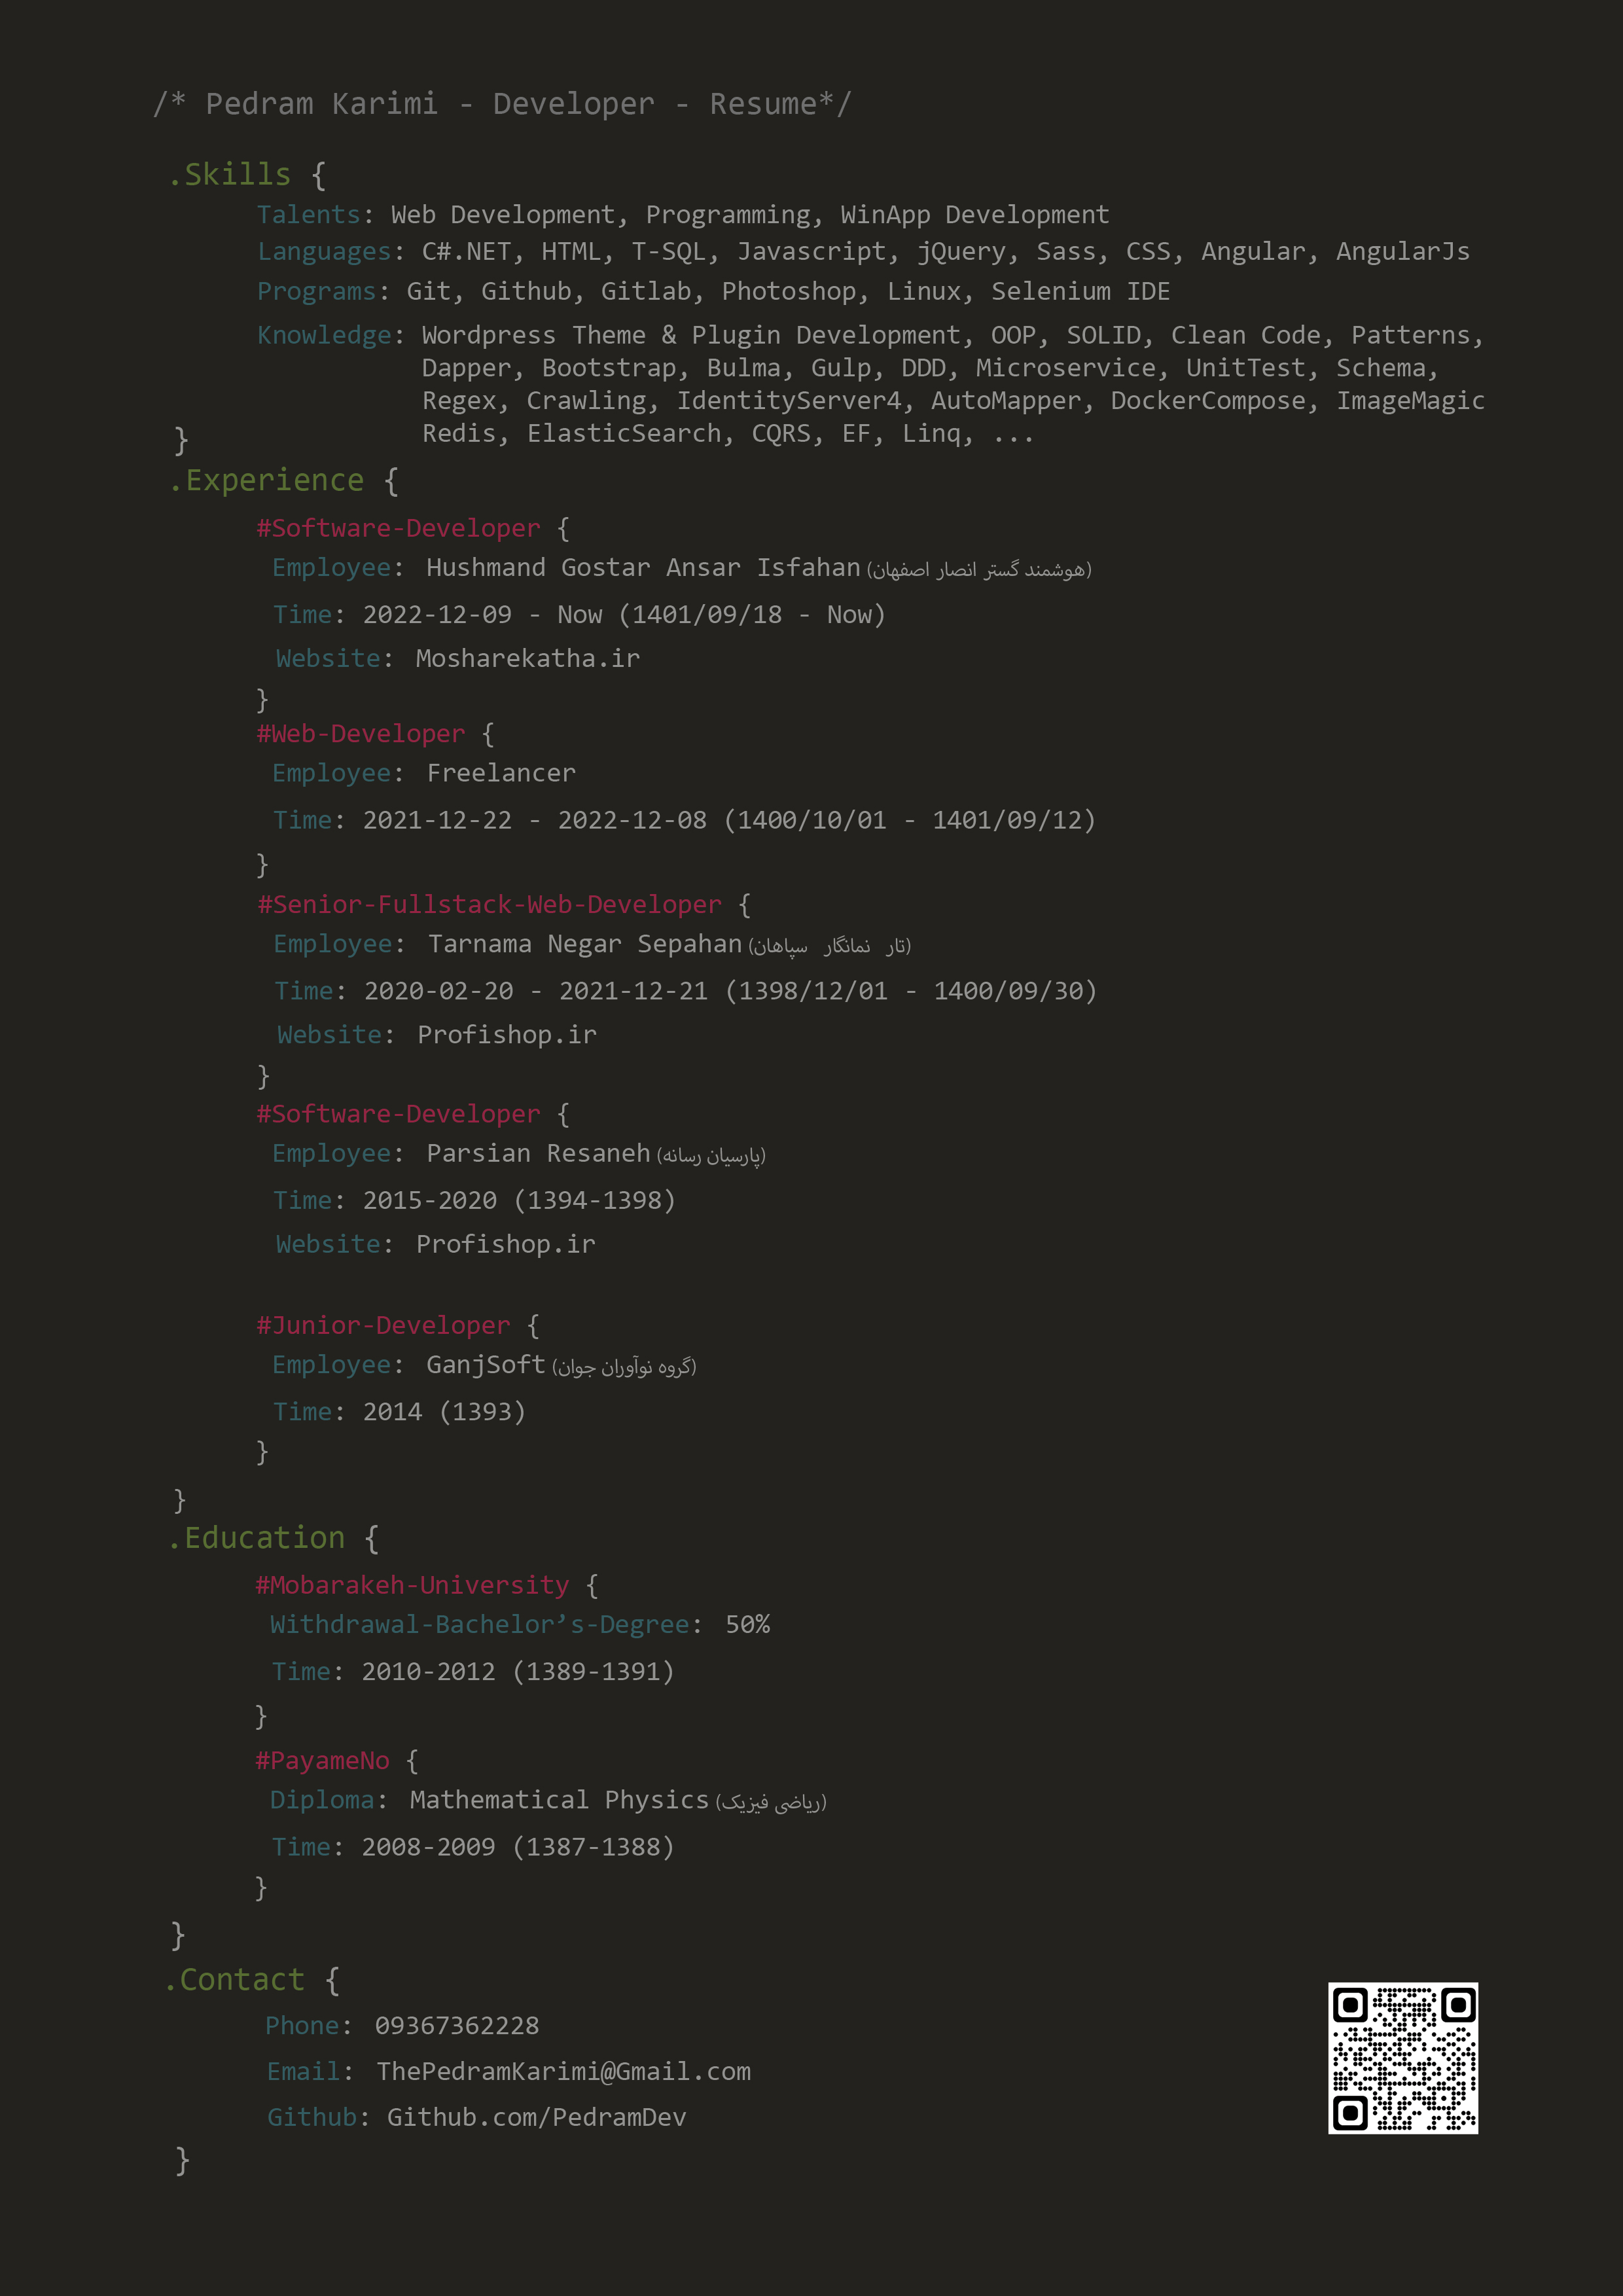 /* Pedram Karimi - Developer - Resume*/
.Skills {
Talents: Web Development, Programming, WinApp Development
Languages: C#.NET, HTML, T-SQL, Javascript, jQuery, Sass, CSS, Angular, AngularJs
Programs: Git, Github, Gitlab, Photoshop, Linux, Selenium IDE
Knowledge: Wordpress Theme & Plugin Development, OOP, SOLID, Clean Code, Patterns,
Dapper, Bootstrap, Bulma, Gulp, DDD, Microservice, UnitTest, Schema,
Regex, Crawling, IdentityServer4, AutoMapper, DockerCompose, ImageMagic
Redis, ElasticSearch, CQRS, EF, Linq, ...
}
.Experience {
#Software-Developer {
Employee: Hushmand Gostar Ansar Isfahan (هوشمند گستر انصار اصفهان)
Time: 2022-12-09 - Now (1401/09/18 - Now)
Website: Mosharekatha.ir
}
#Web-Developer {
Employee: Freelancer
Time: 2021-12-22 - 2022-12-08 (1400/10/01 - 1401/09/12)
}
#Senior-Fullstack-Web-Developer {
Employee: Tarnama Negar Sepahan (تار نمانگار سپاهان)
Time: 2020-02-20 - 2021-12-21 (1398/12/01 - 1400/09/30)
Website: Profishop.ir
}
#Software-Developer {
Employee: Parsian Resaneh (پارسیان رسانه)
Time: 2015-2020 (1394-1398)
Website: Profishop.ir
#Junior-Developer {
Employee: GanjSoft (گروه نوآوران جوان)
Time: 2014 (1393)
}
}
.Education {
#Mobarakeh-University {
Withdrawal-Bachelor’s-Degree: 50%
Time: 2010-2012 (1389-1391)
}
#PayameNo {
Diploma: Mathematical Physics (ریاضی فیزیک)
Time: 2008-2009 (1387-1388)
}
}
.Contact {
Phone: 09367362228
Email: ThePedramKarimi@Gmail.com
Github: Github.com/PedramDev
}